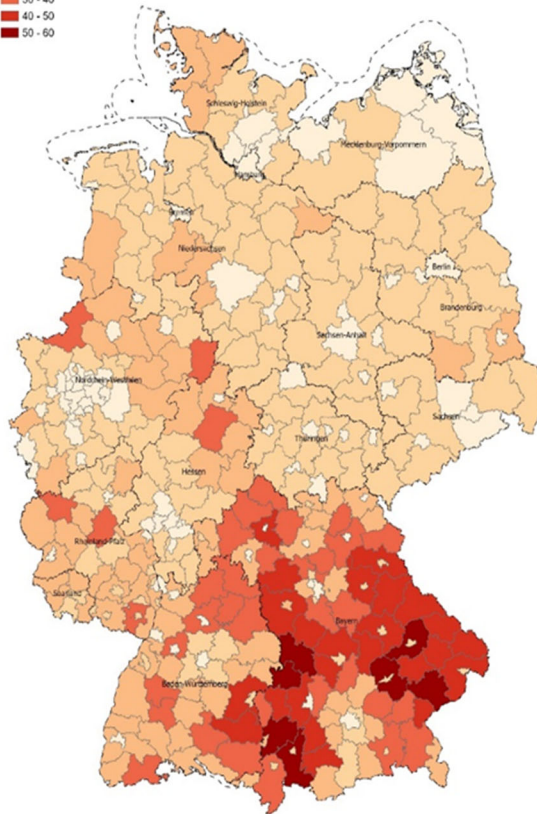 40 - 50
50 - 60
Schleswig-Holstein
Mecklenburg-Vorpommern
Hamburg
Bremen
Niedersachsen
Berlin
Brandenburg
Sachsen-Anhalt
Nordrhein-Westfalen
Sachsen
Thüringen
Hessen
Rheinland-Pfalz
Saarland
Bayern
Baden-Württemberg